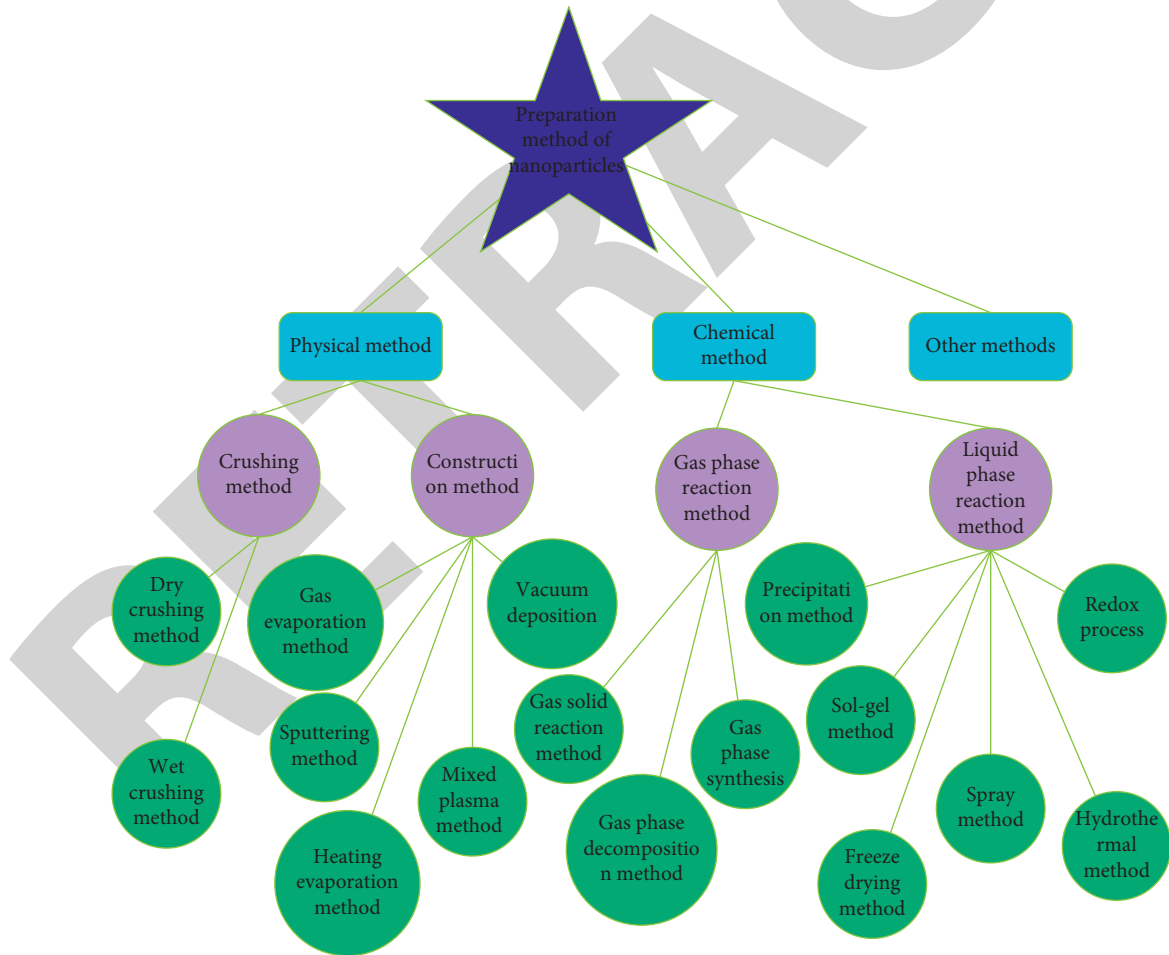 Preparation
method of
nanoparticles
Physical method
Chemical
method
Other methods
Crushing
method
Constructi
on method
Gas phase
reaction
method
Liquid
phase
reaction
method
Dry
crushing
method
Gas
evaporation
method
Vacuum
deposition
Precipitati
on method
Redox
process
Sputtering
method
Gas solid
reaction
method
Gas
phase
synthesis
Sol-gel
method
Wet
crushing
method
Mixed
plasma
method
Spray
method
Hydrothe
rmal method
Heating
evaporation
method
Gas phase
decompositio
n method
Freeze
drying
method
RETRAC